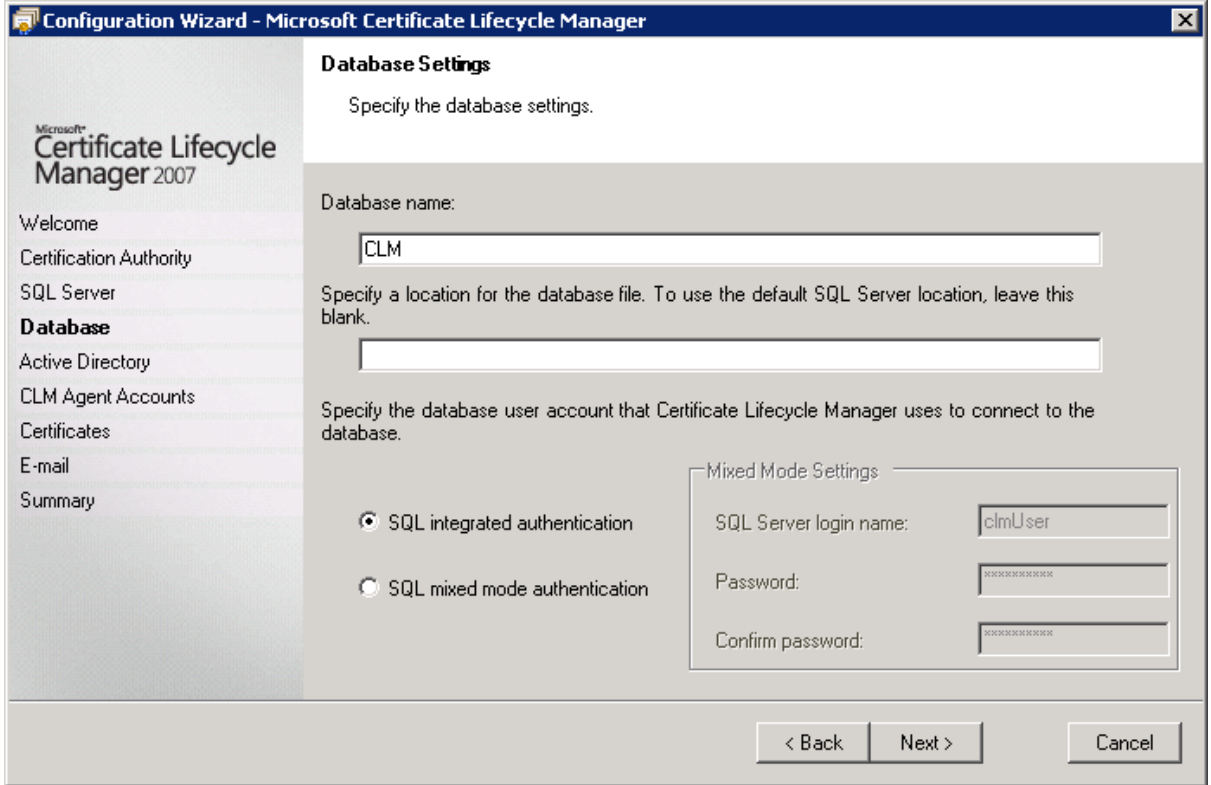 Configuration Wizard - Microsoft Certificate Lifecycle Manager
Database Settings
Specify the database settings.
Microsoft®
Certificate Lifecycle
Manager 2007
Welcome
Certification Authority
SQL Server
Database
Active Directory
CLM Agent Accounts
Certificates
E-mail
Summary
Database name:
CLM
Specify a location for the database file. To use the default SQL Server location, leave this
blank.
Specify the database user account that Certificate Lifecycle Manager uses to connect to the
database.
SQL integrated authentication
SQL mixed mode authentication
Mixed Mode Settings
SQL Server login name:
clmUser
Password:
**********
Confirm password:
**********
< Back
Next >
Cancel